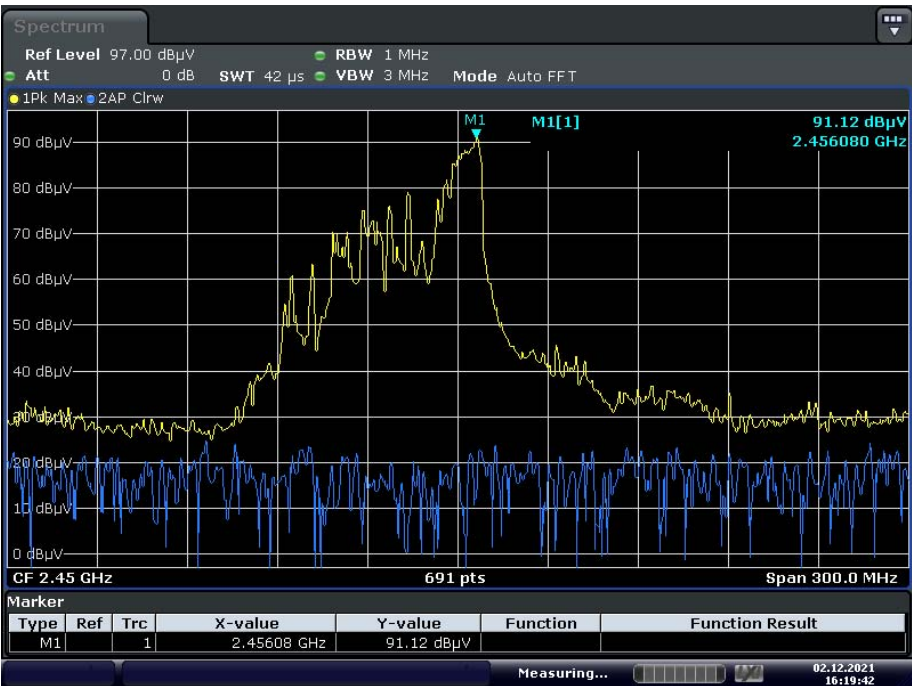 Spectrum
Ref Level 97.00 dBµV RBW 1 MHz
Att 0 dB SWT 42 µs VBW 3 MHz Mode Auto FFT
1Pk Max 2AP Clrw
M1 M1[1] 91.12 dBµV
2.456080 GHz
90 dBµV
80 dBµV
70 dBµV
60 dBµV
50 dBµV
40 dBµV
30 dBµV
20 dBµV
10 dBµV
0 dBµV
CF 2.45 GHz 691 pts Span 300.0 MHz
Marker
Type Ref Trc X-value Y-value Function Function Result
M1 1 2.45608 GHz 91.12 dBµV
Measuring... 02.12.2021
16:19:42